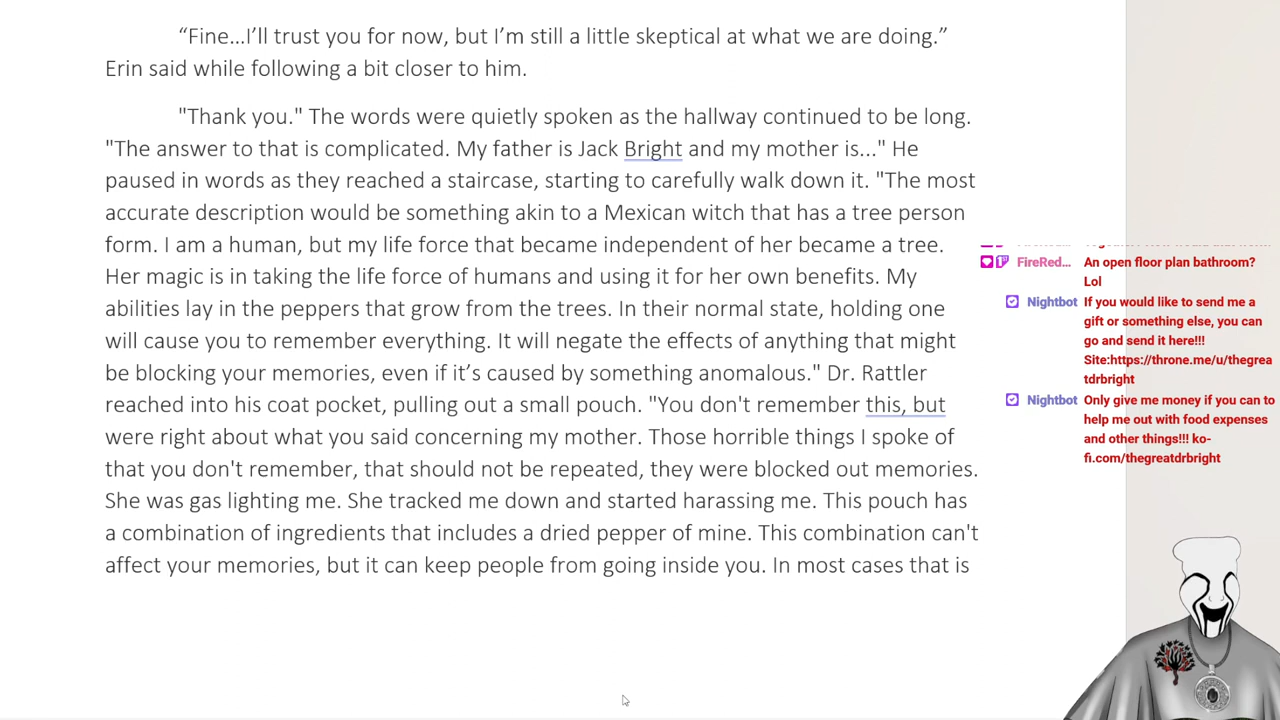 “Fine...I’ll trust you for now, but I’m still a little skeptical at what we are doing.”
Erin said while following a bit closer to him.
"Thank you." The words were quietly spoken as the hallway continued to be long.
"The answer to that is complicated. My father is Jack Bright and my mother is..." He
paused in words as they reached a staircase, starting to carefully walk down it. "The most
accurate description would be something akin to a Mexican witch that has a tree person
form. I am a human, but my life force that became independent of her became a tree.
Her magic is in taking the life force of humans and using it for her own benefits. My
abilities lay in the peppers that grow from the trees. In their normal state, holding one
will cause you to remember everything. It will negate the effects of anything that might
be blocking your memories, even if it’s caused by something anomalous." Dr. Rattler
reached into his coat pocket, pulling out a small pouch. "You don't remember this, but
were right about what you said concerning my mother. Those horrible things I spoke of
that you don't remember, that should not be repeated, they were blocked out memories.
She was gas lighting me. She tracked me down and started harassing me. This pouch has
a combination of ingredients that includes a dried pepper of mine. This combination can't
affect your memories, but it can keep people from going inside you. In most cases that is
FireRed... An open floor plan bathroom?
Lol
Nightbot If you would like to send me a
gift or something else, you can
go and send it here!!!
Site:https://throne.me/u/thegrea
tdrbright
Nightbot Only give me money if you can to
help me out with food expenses
and other things!!! ko-
fi.com/thegreatdrbright